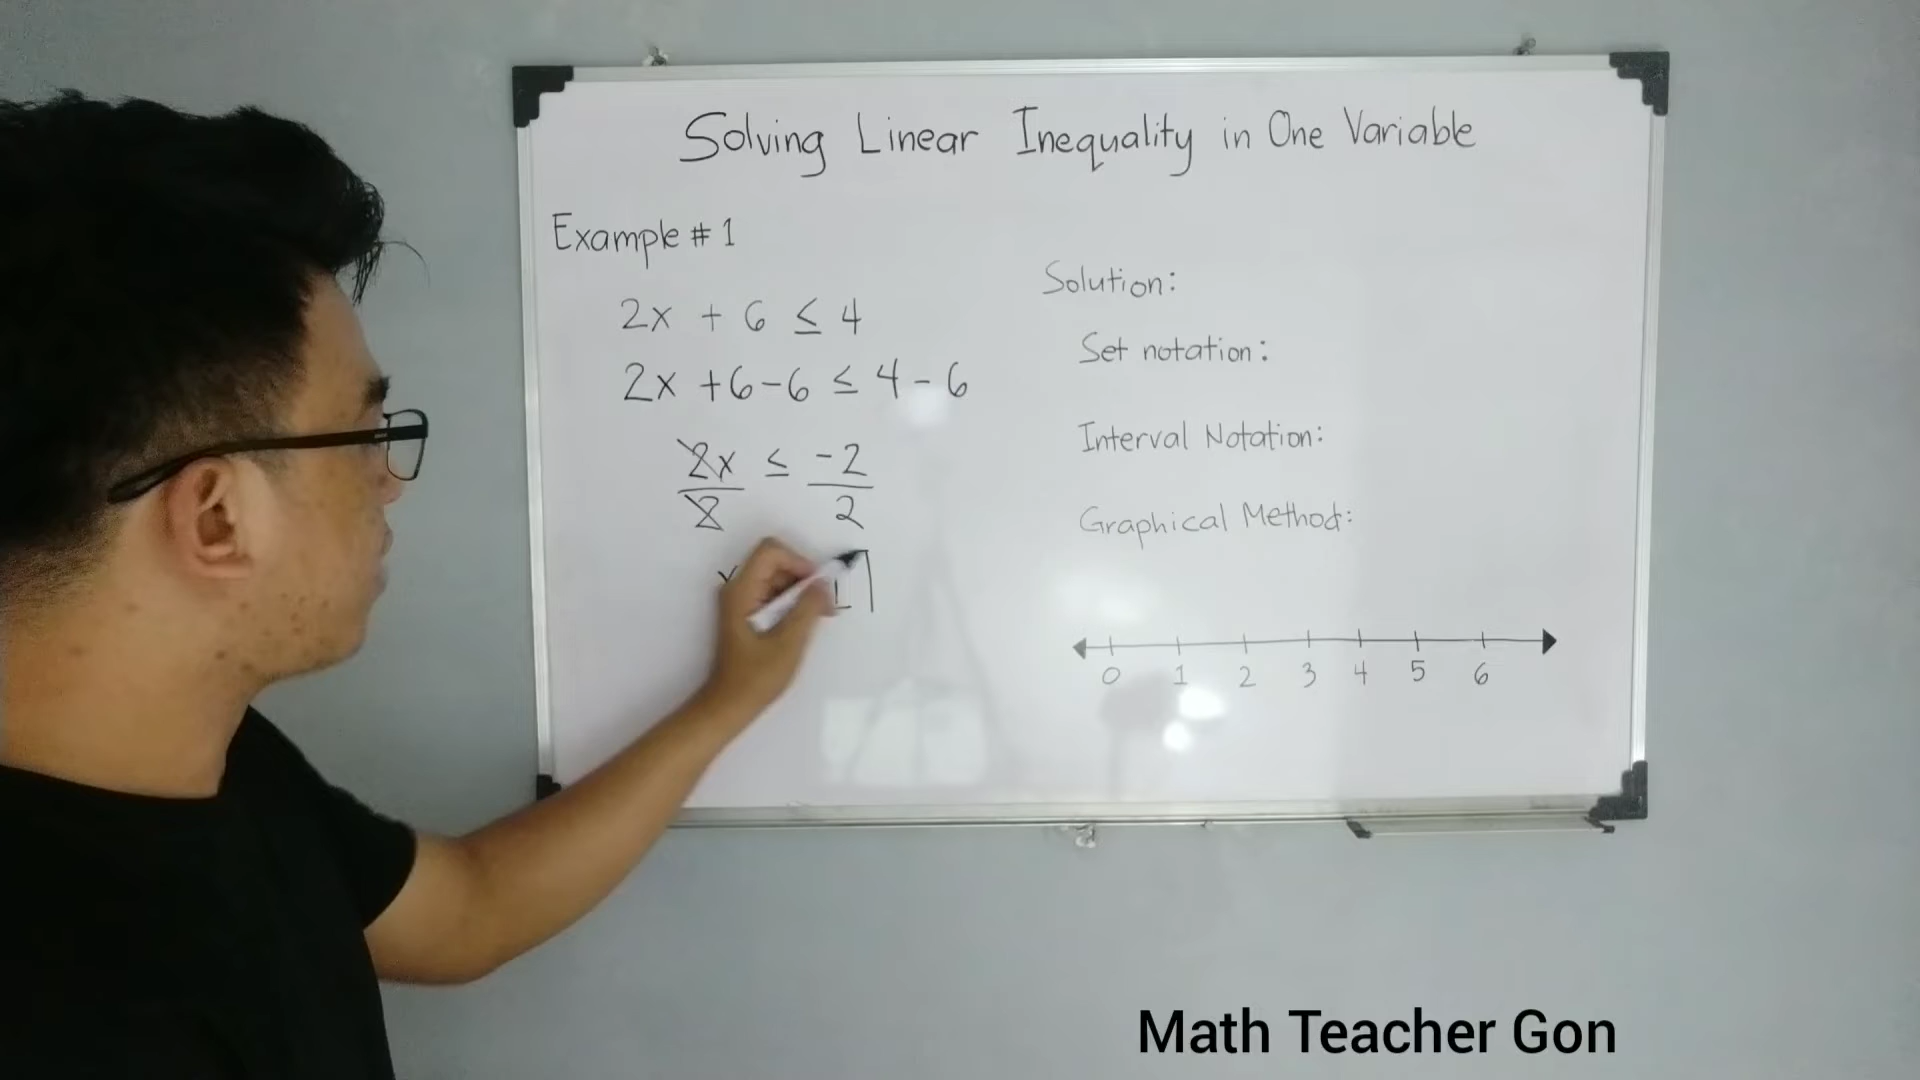 Solving Linear Inequality in One Variable
Example # 1
2x + 6 ≤ 4
2x + 6 - 6 ≤ 4 - 6
2x ≤ -2
2 2
x 1
Solution:
Set notation:
Interval Notation:
Graphical Method:
0 1 2 3 4 5 6
Math Teacher Gon